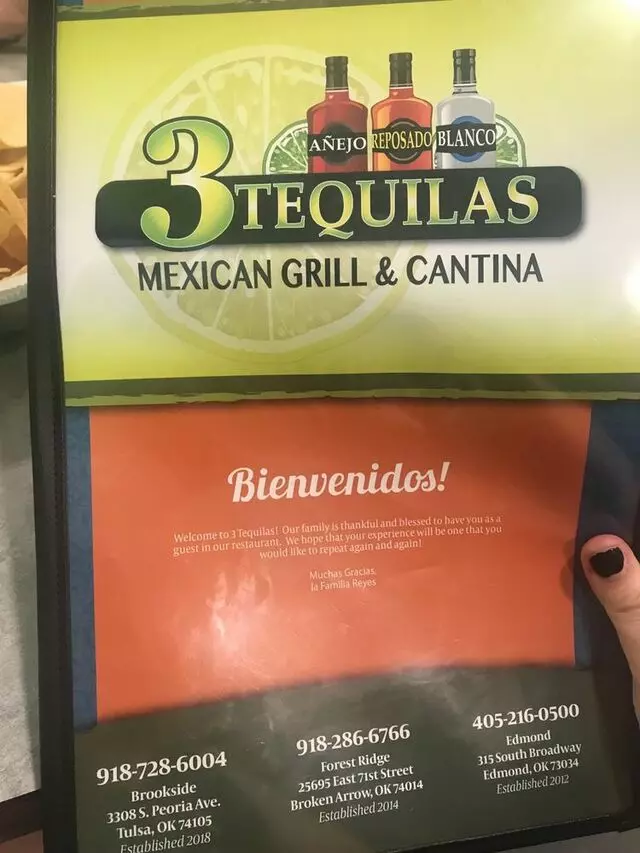 AÑEJO REPOSADO BLANCO
3 TEQUILAS
MEXICAN GRILL & CANTINA
Bienvenidos!
Welcome to 3 Tequilas! Our family is thankful and blessed to have you as a
guest in our restaurant. We hope that your experience will be one that you
would like to repeat again and again!
Muchas Gracias,
la Familia Reyes
918-728-6004
Brookside
3308 S. Peoria Ave.
Tulsa, OK 74105
Established 2018
918-286-6766
Forest Ridge
25695 East 71st Street
Broken Arrow, OK 74014
Established 2014
405-216-0500
Edmond
315 South Broadway
Edmond, OK 73034
Established 2012